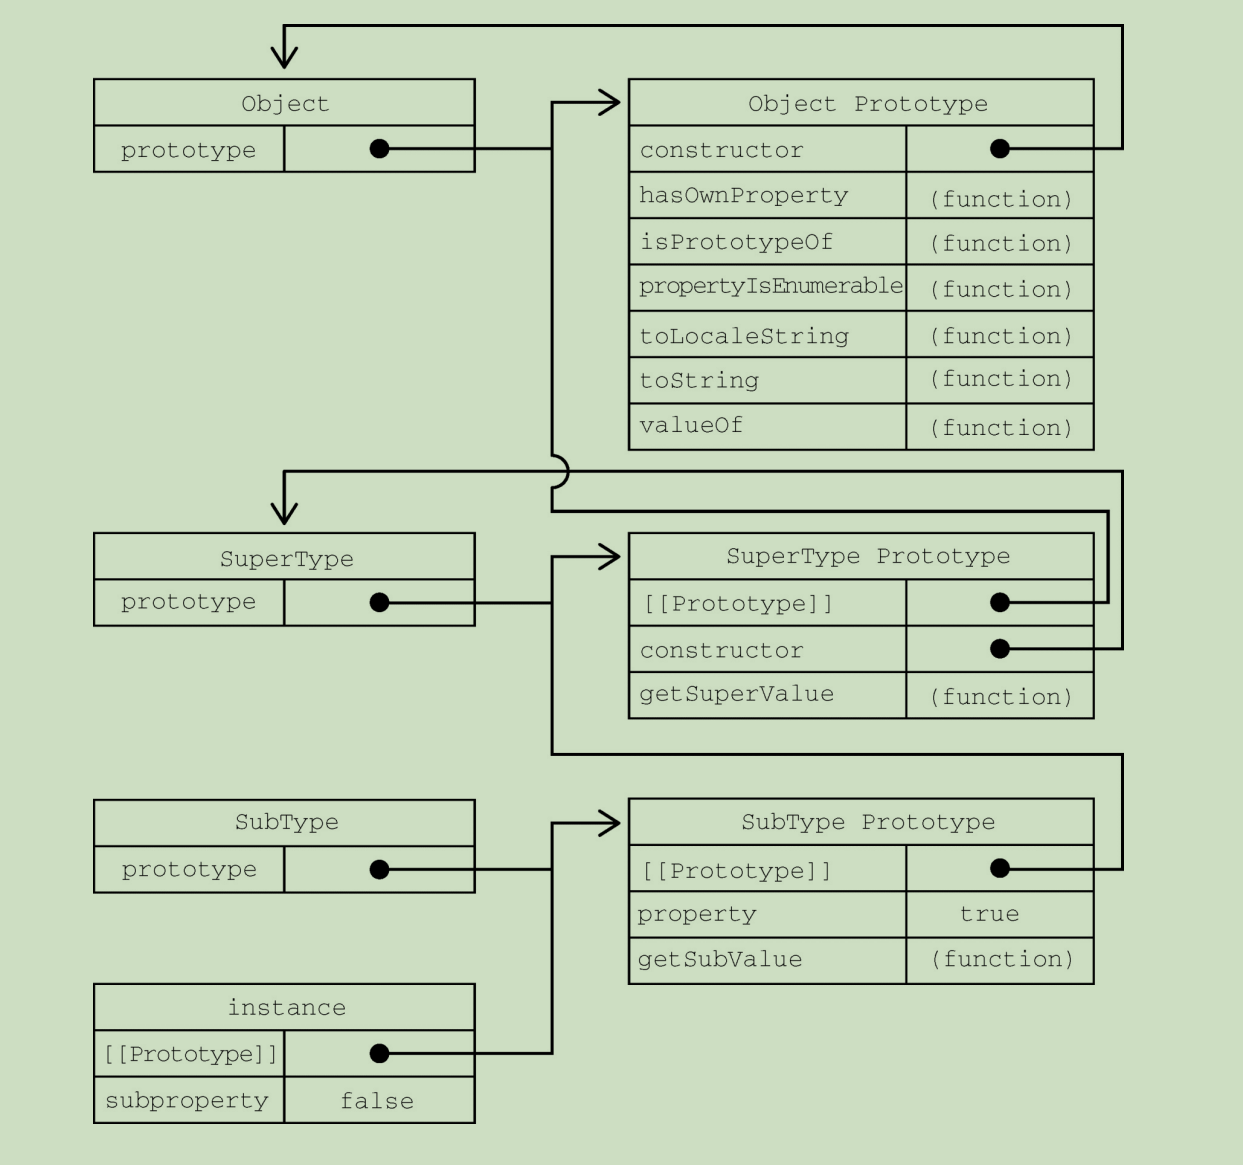 Object
prototype
Object Prototype
constructor
hasOwnProperty (function)
isPrototypeOf (function)
propertyIsEnumerable (function)
toLocaleString (function)
toString (function)
valueOf (function)
SuperType
prototype
SuperType Prototype
[[Prototype]]
constructor
getSuperValue (function)
SubType
prototype
SubType Prototype
[[Prototype]]
property true
getSubValue (function)
instance
[[Prototype]]
subproperty false